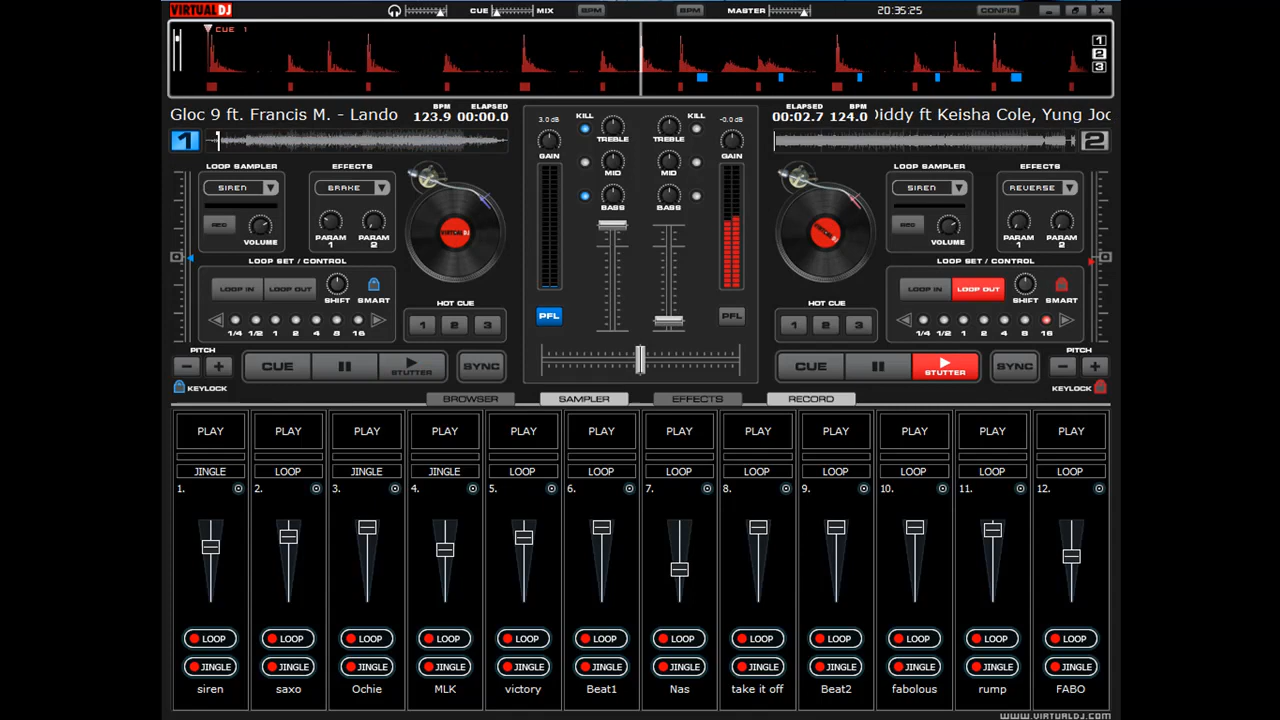 VIRTUAL DJ CUE MIX BPM BPM MASTER 20:35:25 CONFIG
CUE 1
1
2
3
Gloc 9 ft. Francis M. - Lando BPM 123.9 ELAPSED 00:00.0 ELAPSED 00:02.7 BPM 124.0 Diddy ft Keisha Cole, Yung Joc
1 2
3.0 dB KILL TREBLE TREBLE KILL -0.0 dB
GAIN MID MID GAIN
BASS BASS
LOOP SAMPLER EFFECTS LOOP SAMPLER EFFECTS
SIREN BRAKE SIREN REVERSE
REC VOLUME PARAM 1 PARAM 2 REC VOLUME PARAM 1 PARAM 2
VIRTUAL DJ VIRTUAL DJ
LOOP SET / CONTROL LOOP SET / CONTROL
LOOP IN LOOP OUT SHIFT SMART LOOP IN LOOP OUT SHIFT SMART
HOT CUE HOT CUE
1/4 1/2 1 2 4 8 16 1 2 3 PFL PFL 1 2 3 1/4 1/2 1 2 4 8 16
PITCH PITCH
− + CUE STUTTER SYNC CUE STUTTER SYNC − +
KEYLOCK KEYLOCK
BROWSER SAMPLER EFFECTS RECORD
PLAY PLAY PLAY PLAY PLAY PLAY PLAY PLAY PLAY PLAY PLAY PLAY
JINGLE LOOP JINGLE JINGLE LOOP LOOP LOOP LOOP LOOP LOOP LOOP LOOP
1. 2. 3. 4. 5. 6. 7. 8. 9. 10. 11. 12.
LOOP LOOP LOOP LOOP LOOP LOOP LOOP LOOP LOOP LOOP LOOP LOOP
JINGLE JINGLE JINGLE JINGLE JINGLE JINGLE JINGLE JINGLE JINGLE JINGLE JINGLE JINGLE
siren saxo Ochie MLK victory Beat1 Nas take it off Beat2 fabolous rump FABO
WWW.VIRTUALDJ.COM